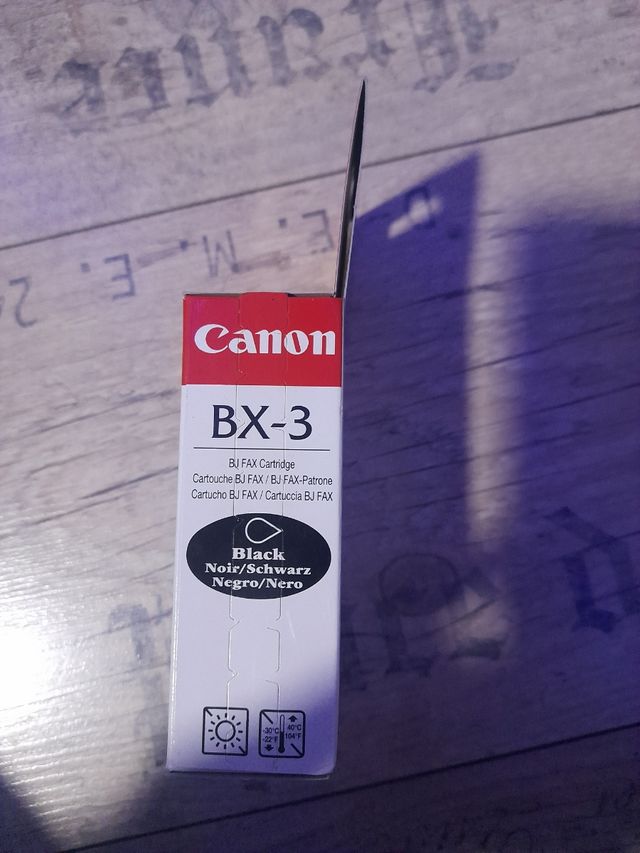 Canon
BX-3
BJ FAX Cartridge
Cartouche BJ FAX / BJ FAX-Patrone
Cartucho BJ FAX / Cartuccia BJ FAX
Black
Noir/Schwarz
Negro/Nero
-30°C 40°C
-22°F 104°F